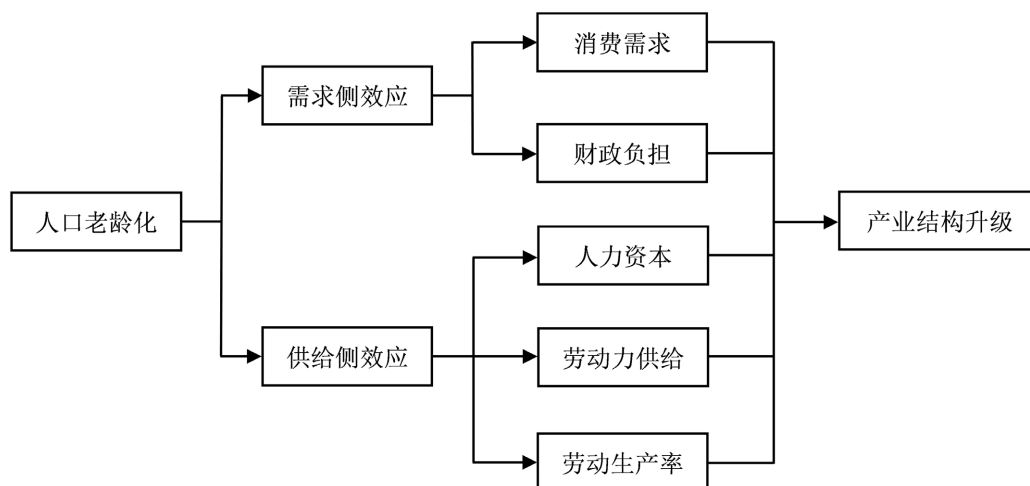 消费需求
需求侧效应
财政负担
人口老龄化
产业结构升级
人力资本
供给侧效应
劳动力供给
劳动生产率